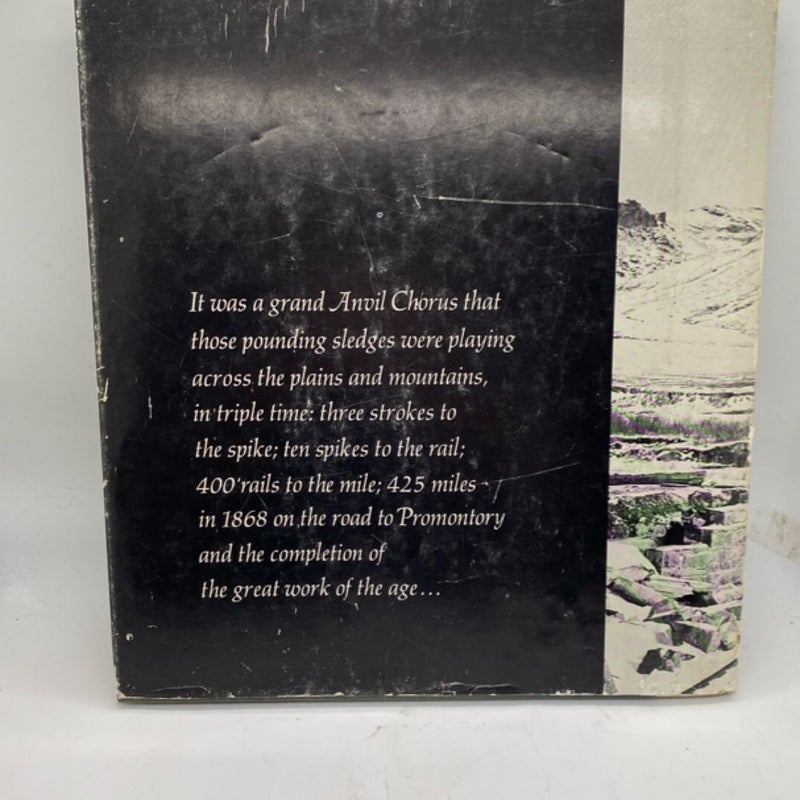 It was a grand Anvil Chorus that
those pounding sledges were playing
across the plains and mountains,
in triple time: three strokes to
the spike; ten spikes to the rail;
400 rails to the mile; 425 miles
in 1868 on the road to Promontory
and the completion of
the great work of the age...